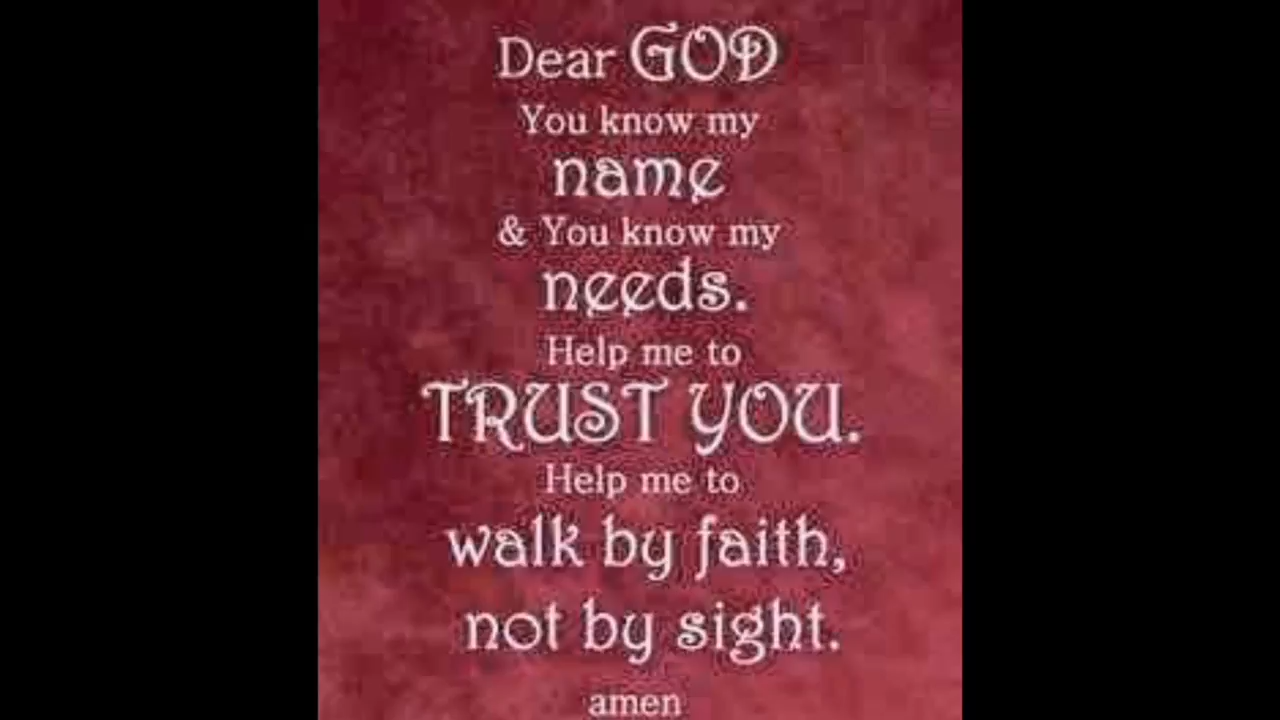 Dear GOD
You know my
name
& You know my
needs.
Help me to
TRUST YOU.
Help me to
walk by faith,
not by sight.
amen